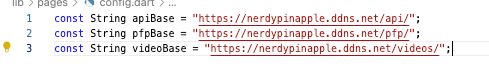 lib > pages > config.dart > ...
1 const String apiBase = "https://nerdypinapple.ddns.net/api/";
2 const String pfpBase = "https://nerdypinapple.ddns.net/pfp/";
3 const String videoBase = "https://nerdypinapple.ddns.net/videos/";